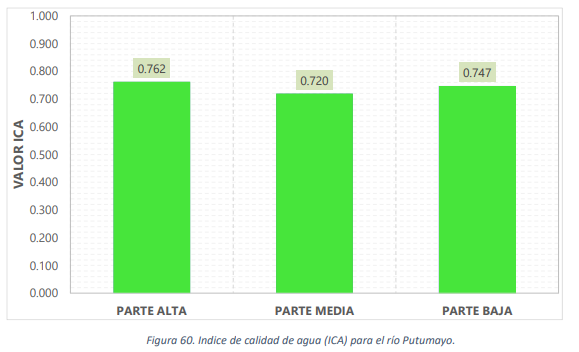 1.000
0.900
0.800
0.700
0.600
0.500
0.400
0.300
0.200
0.100
0.000
VALOR ICA
0.762
0.720
0.747
PARTE ALTA
PARTE MEDIA
PARTE BAJA
Figura 60. Indice de calidad de agua (ICA) para el río Putumayo.